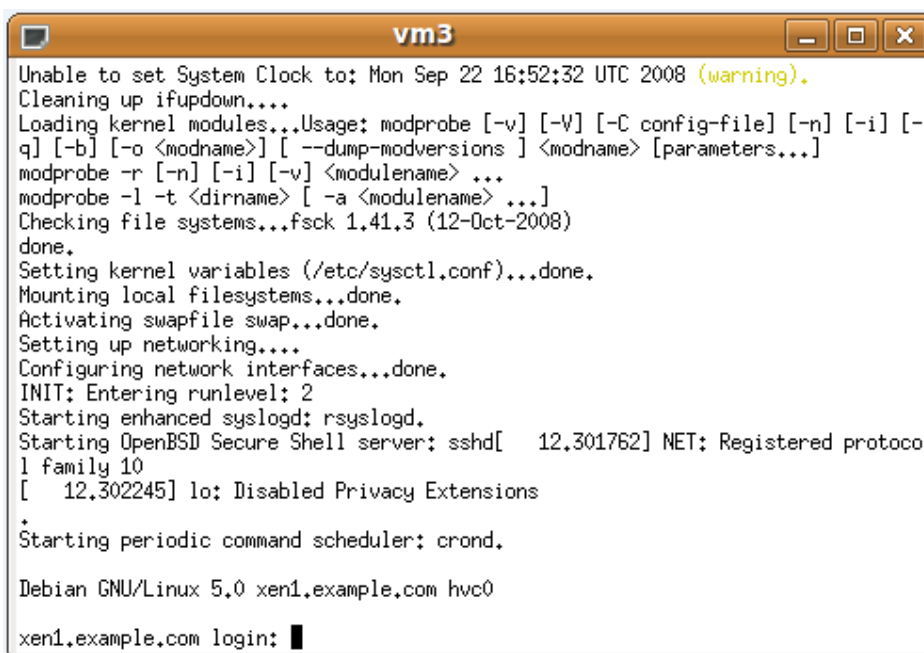 vm3
Unable to set System Clock to: Mon Sep 22 16:52:32 UTC 2008 (warning).
Cleaning up ifupdown....
Loading kernel modules...Usage: modprobe [-v] [-V] [-C config-file] [-n] [-i] [-
q] [-b] [-o <modname>] [ --dump-modversions ] <modname> [parameters...]
modprobe -r [-n] [-i] [-v] <modulename> ...
modprobe -l -t <dirname> [ -a <modulename> ...]
Checking file systems...fsck 1.41.3 (12-Oct-2008)
done.
Setting kernel variables (/etc/sysctl.conf)...done.
Mounting local filesystems...done.
Activating swapfile swap...done.
Setting up networking....
Configuring network interfaces...done.
INIT: Entering runlevel: 2
Starting enhanced syslogd: rsyslogd.
Starting OpenBSD Secure Shell server: sshd[   12.301762] NET: Registered protoco
l family 10
[   12.302245] lo: Disabled Privacy Extensions
.
Starting periodic command scheduler: crond.
Debian GNU/Linux 5.0 xen1.example.com hvc0
xen1.example.com login: